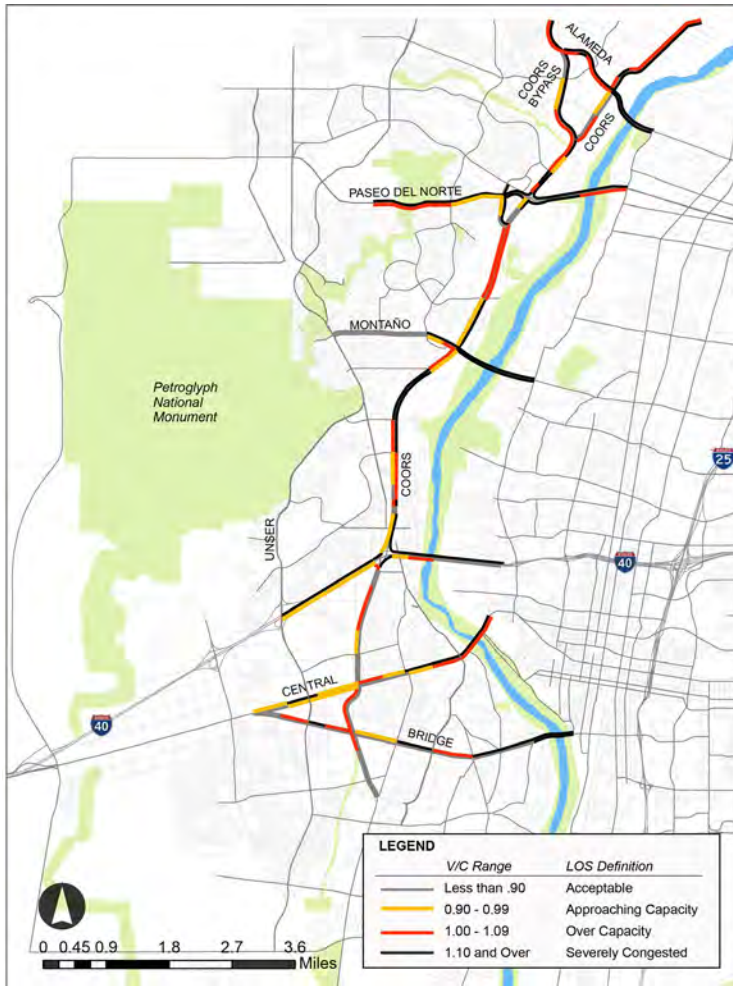 ALAMEDA
COORS
BYPASS
COORS
PASEO DEL NORTE
MONTAÑO
Petroglyph
National
Monument
COORS
25
UNSER
40
CENTRAL
40
BRIDGE
LEGEND
V/C Range LOS Definition
Less than .90 Acceptable
0.90 - 0.99 Approaching Capacity
1.00 - 1.09 Over Capacity
1.10 and Over Severely Congested
0 0.45 0.9 1.8 2.7 3.6
Miles